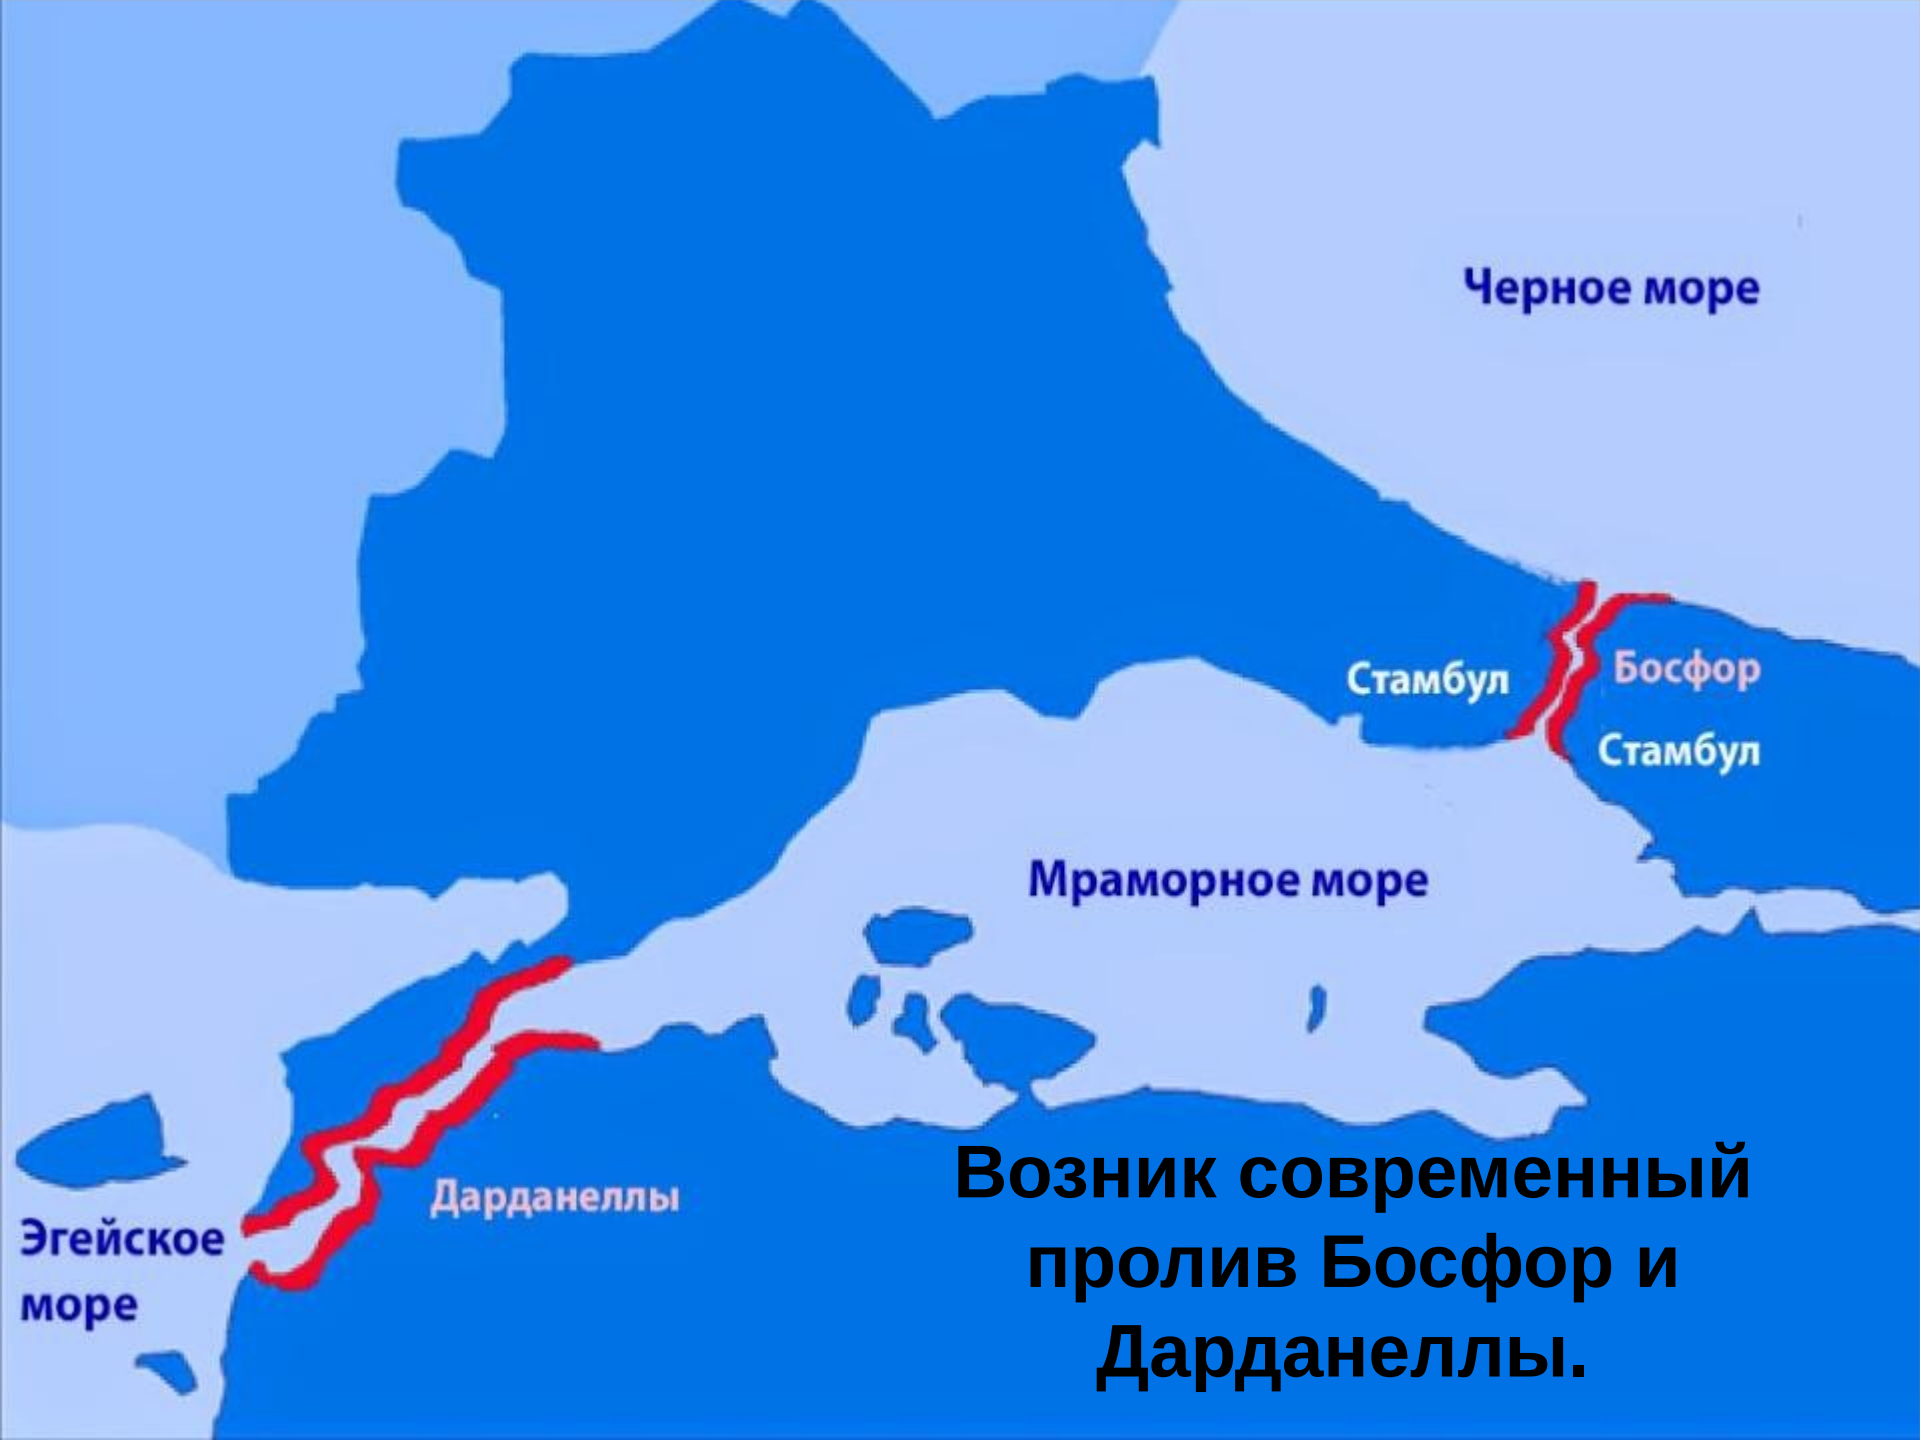 Черное море
Стамбул
Босфор
Стамбул
Мраморное море
Дарданеллы
Эгейское
море
Возник современный
пролив Босфор и
Дарданеллы.